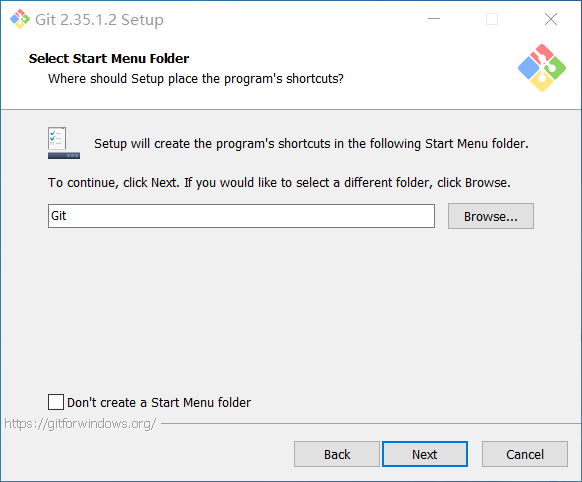 Git 2.35.1.2 Setup
Select Start Menu Folder
Where should Setup place the program's shortcuts?
Setup will create the program's shortcuts in the following Start Menu folder.
To continue, click Next. If you would like to select a different folder, click Browse.
Git
Browse...
Don't create a Start Menu folder
https://gitforwindows.org/
Back
Next
Cancel